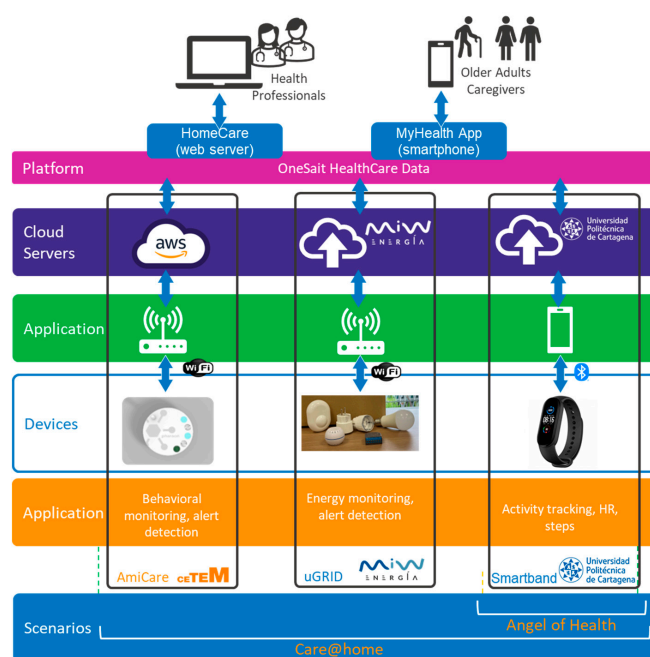 Health
Professionals
Older Adults
Caregivers
HomeCare
(web server)
MyHealth App
(smartphone)
Platform
OneSait HealthCare Data
Cloud
Servers
aws
MiW
ENERGÍA
Universidad
Politécnica
de Cartagena
Application
WiFi
WiFi
Devices
08:16
Application
Behavioral
monitoring, alert
detection
Energy monitoring,
alert detection
Activity tracking, HR,
steps
AmiCare
CETEM
uGRID
MiW
ENERGÍA
Smartband
Universidad
Politécnica
de Cartagena
Scenarios
Angel of Health
Care@home